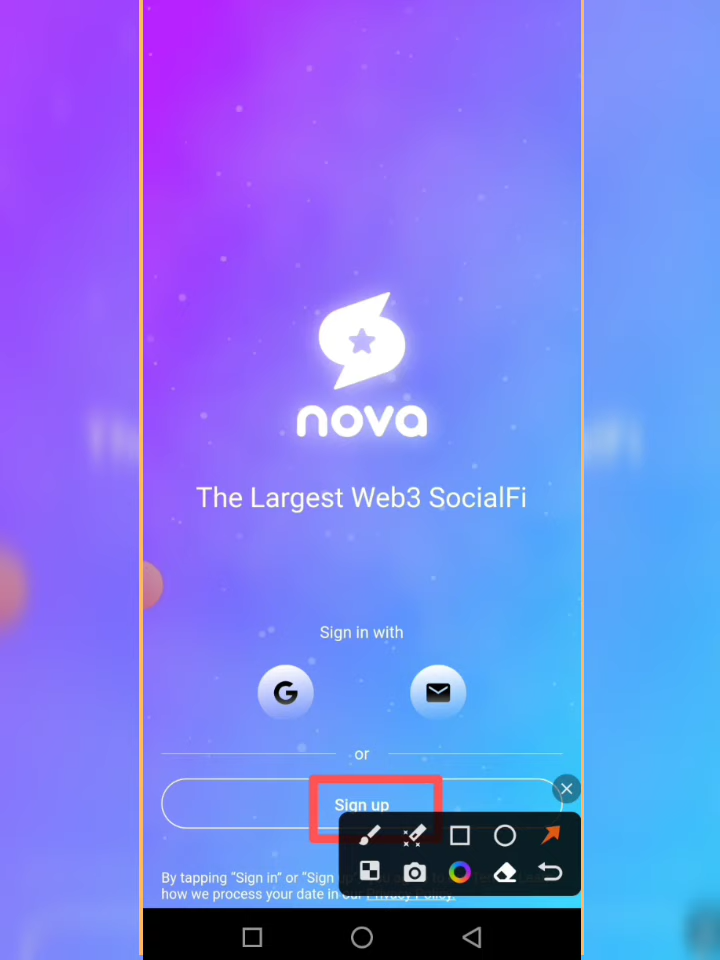 nova
The Largest Web3 SocialFi
Sign in with
G
or
Sign up
By tapping “Sign in” or “Sign up”
how we process your date in our Privacy Policy.